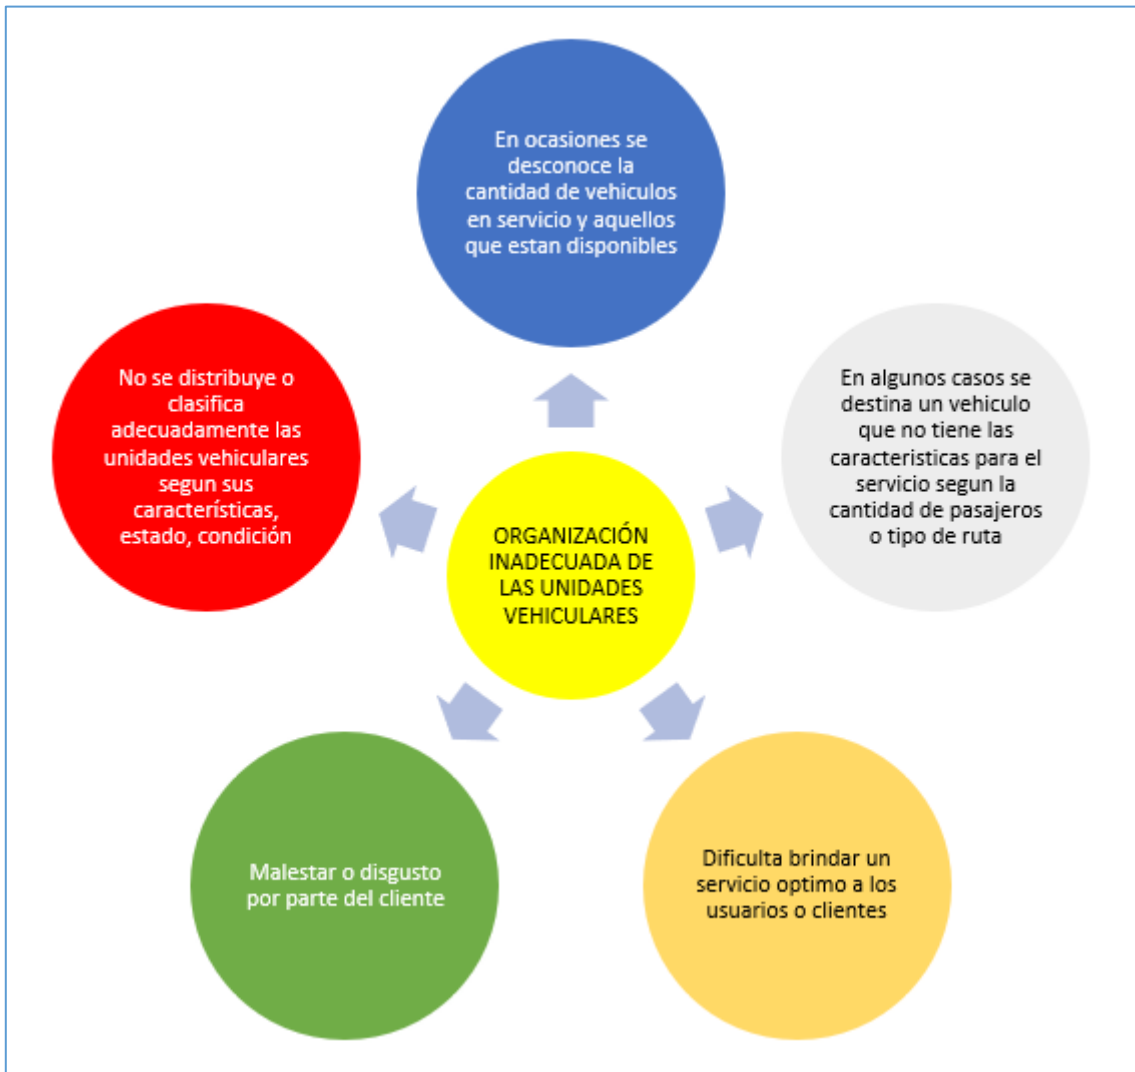 En ocasiones se
desconoce la
cantidad de vehiculos
en servicio y aquellos
que estan disponibles
No se distribuye o
clasifica
adecuadamente las
unidades vehiculares
segun sus
características,
estado, condición
En algunos casos se
destina un vehiculo
que no tiene las
caracteristicas para el
servicio segun la
cantidad de pasajeros
o tipo de ruta
ORGANIZACIÓN
INADECUADA DE
LAS UNIDADES
VEHICULARES
Malestar o disgusto
por parte del cliente
Dificulta brindar un
servicio optimo a los
usuarios o clientes